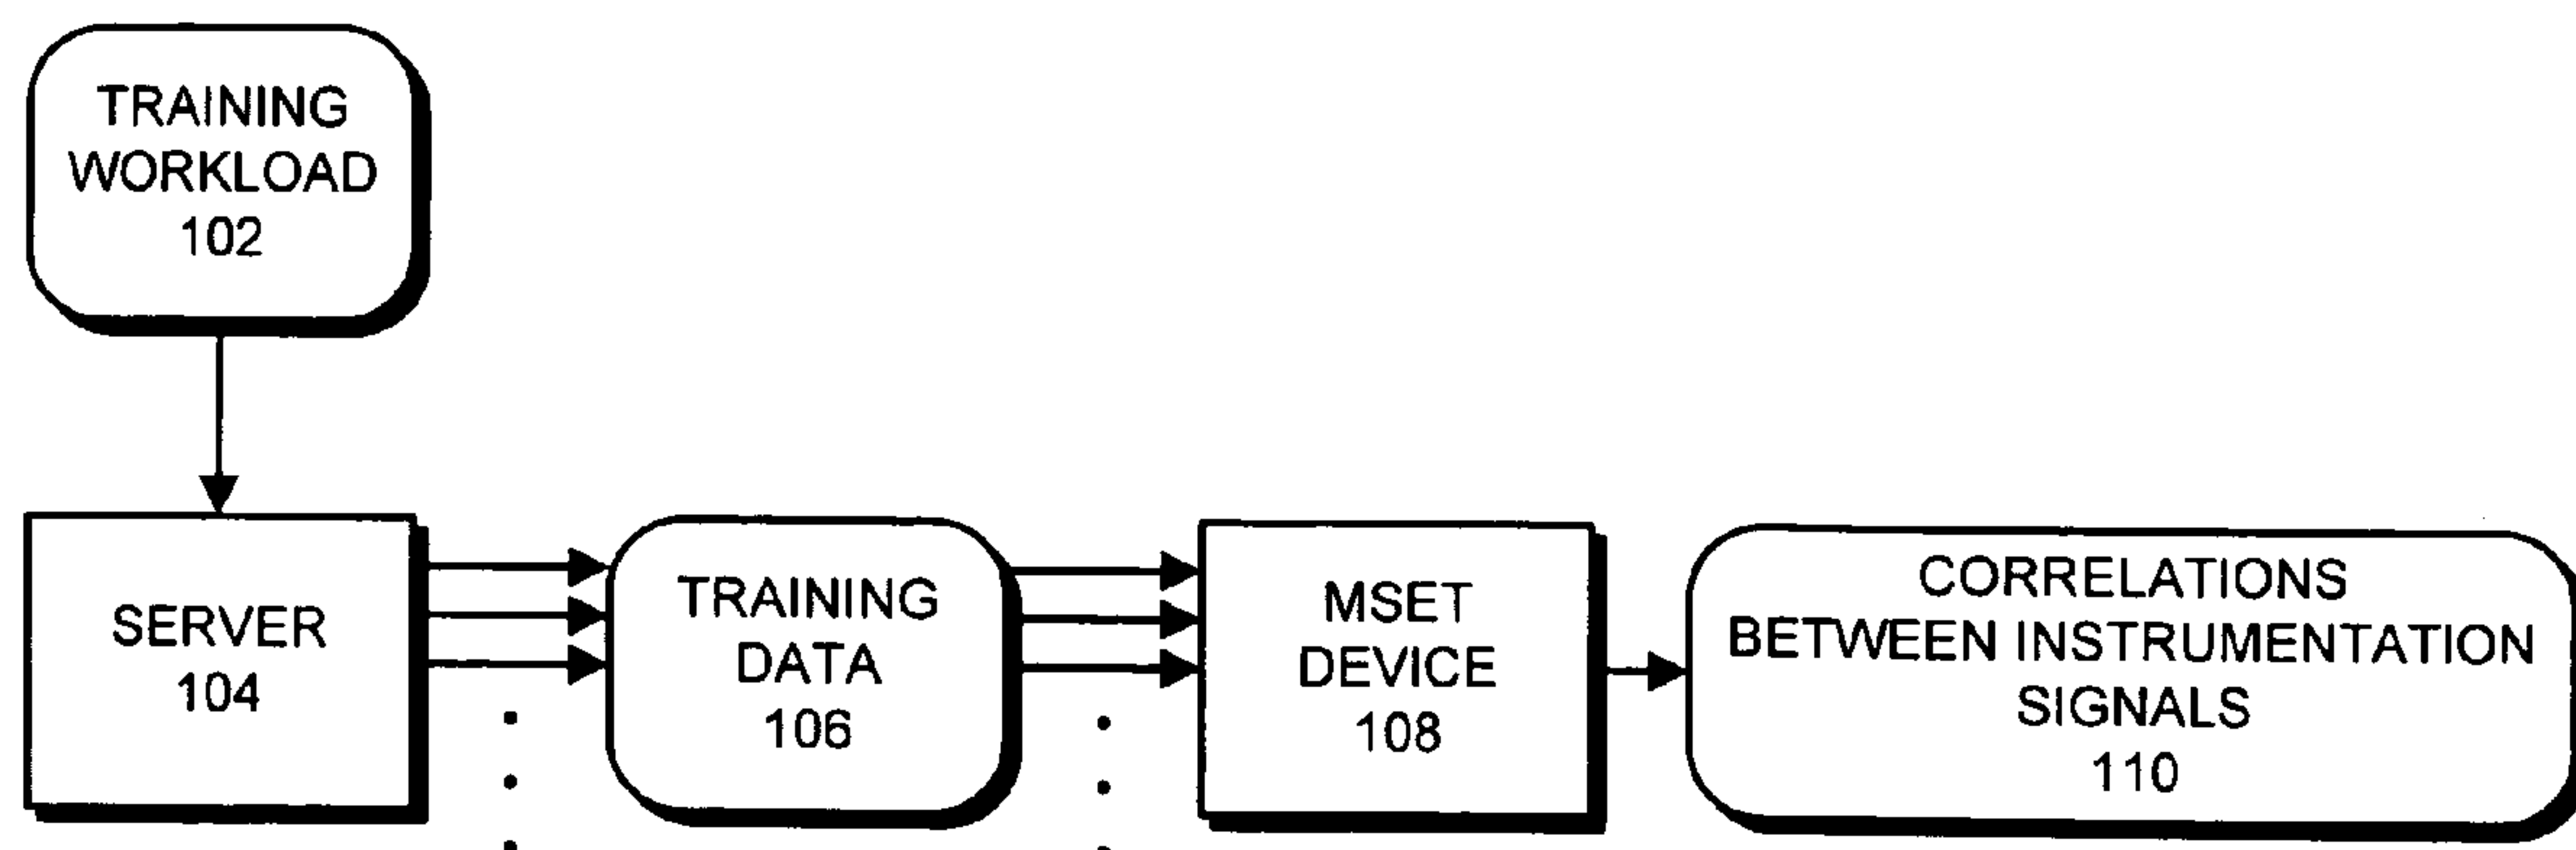 TRAINING
WORKLOAD
102
SERVER
104
TRAINING
DATA
106
MSET
DEVICE
108
CORRELATIONS
BETWEEN INSTRUMENTATION
SIGNALS
110